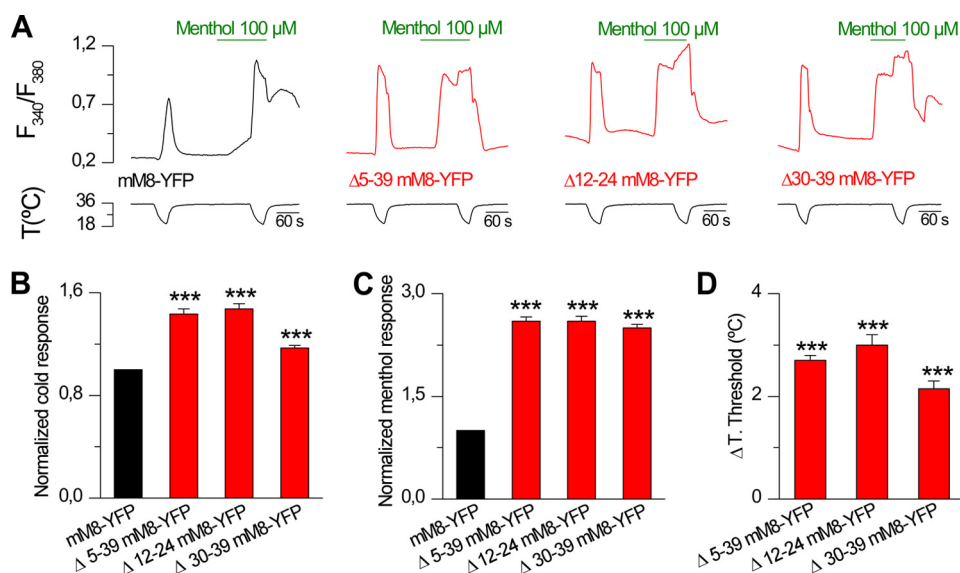 A
Menthol 100 µM
Menthol 100 µM
Menthol 100 µM
Menthol 100 µM
F340/F380
1,2
0,7
0,2
mM8-YFP
Δ5-39 mM8-YFP
Δ12-24 mM8-YFP
Δ30-39 mM8-YFP
T(ºC)
36
18
60 s
60 s
60 s
60 s
B
Normalized cold response
1,6
0,8
0,0
***
***
***
mM8-YFP
Δ 5-39 mM8-YFP
Δ 12-24 mM8-YFP
Δ 30-39 mM8-YFP
C
Normalized menthol response
3,0
1,5
0,0
***
***
***
mM8-YFP
Δ 5-39 mM8-YFP
Δ 12-24 mM8-YFP
Δ 30-39 mM8-YFP
D
Δ T. Threshold (ºC)
4
2
0
***
***
***
Δ 5-39 mM8-YFP
Δ 12-24 mM8-YFP
Δ 30-39 mM8-YFP